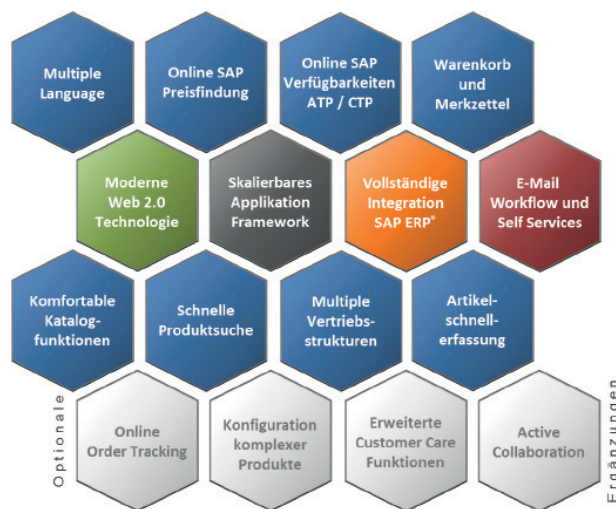 Multiple
Language
Online SAP
Preisfindung
Online SAP
Verfügbarkeiten
ATP / CTP
Warenkorb
und
Merkzettel
Moderne
Web 2.0
Technologie
Skalierbares
Applikation
Framework
Vollständige
Integration
SAP ERP®
E-Mail
Workflow und
Self Services
Komfortable
Katalog-
funktionen
Schnelle
Produktsuche
Multiple
Vertriebs-
strukturen
Artikel-
schnell-
erfassung
Optionale
Online
Order Tracking
Konfiguration
komplexer
Produkte
Erweiterte
Customer Care
Funktionen
Active
Collaboration
Ergänzungen